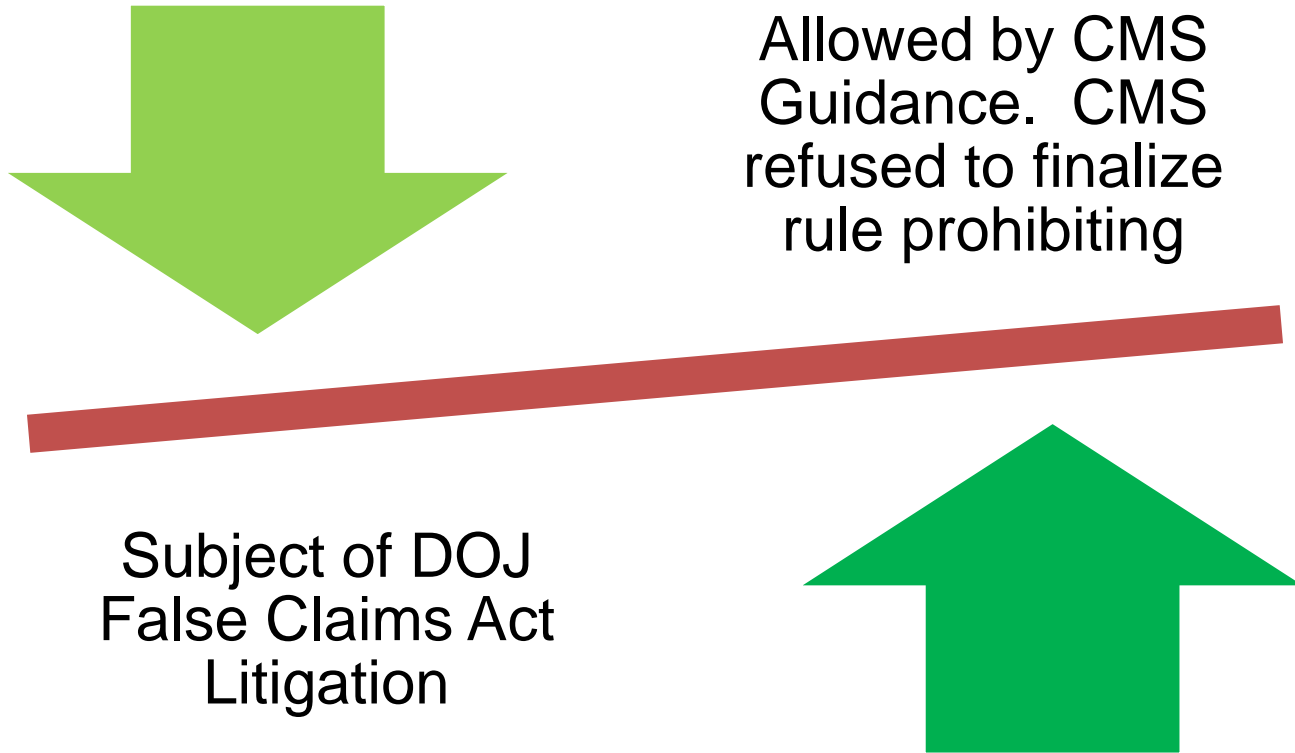 Allowed by CMS
Guidance.  CMS
refused to finalize
rule prohibiting
Subject of DOJ
False Claims Act
Litigation